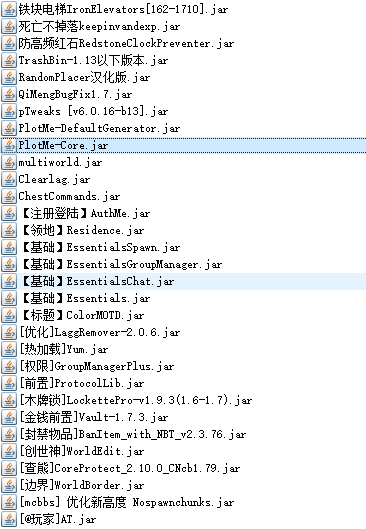 铁块电梯IronElevators[162-1710].jar
死亡不掉落keepinvandexp.jar
防高频红石RedstoneClockPreventer.jar
TrashBin-1.13以下版本.jar
RandomPlacer汉化版.jar
QiMengBugFix1.7.jar
pTweaks [v6.0.16-b13].jar
PlotMe-DefaultGenerator.jar
PlotMe-Core.jar
multiworld.jar
Clearlag.jar
ChestCommands.jar
【注册登陆】AuthMe.jar
【领地】Residence.jar
【基础】EssentialsSpawn.jar
【基础】EssentialsGroupManager.jar
【基础】EssentialsChat.jar
【基础】Essentials.jar
【标题】ColorMOTD.jar
[优化]LaggRemover-2.0.6.jar
[热加载]Yum.jar
[权限]GroupManagerPlus.jar
[前置]ProtocolLib.jar
[木牌锁]LockettePro-v1.9.3(1.6-1.7).jar
[金钱前置]Vault-1.7.3.jar
[封禁物品]BanItem_with_NBT_v2.3.76.jar
[创世神]WorldEdit.jar
[查熊]CoreProtect_2.10.0_CNcb1.79.jar
[边界]WorldBorder.jar
[mcbbs] 优化新高度 Nospawnchunks.jar
[@玩家]AT.jar